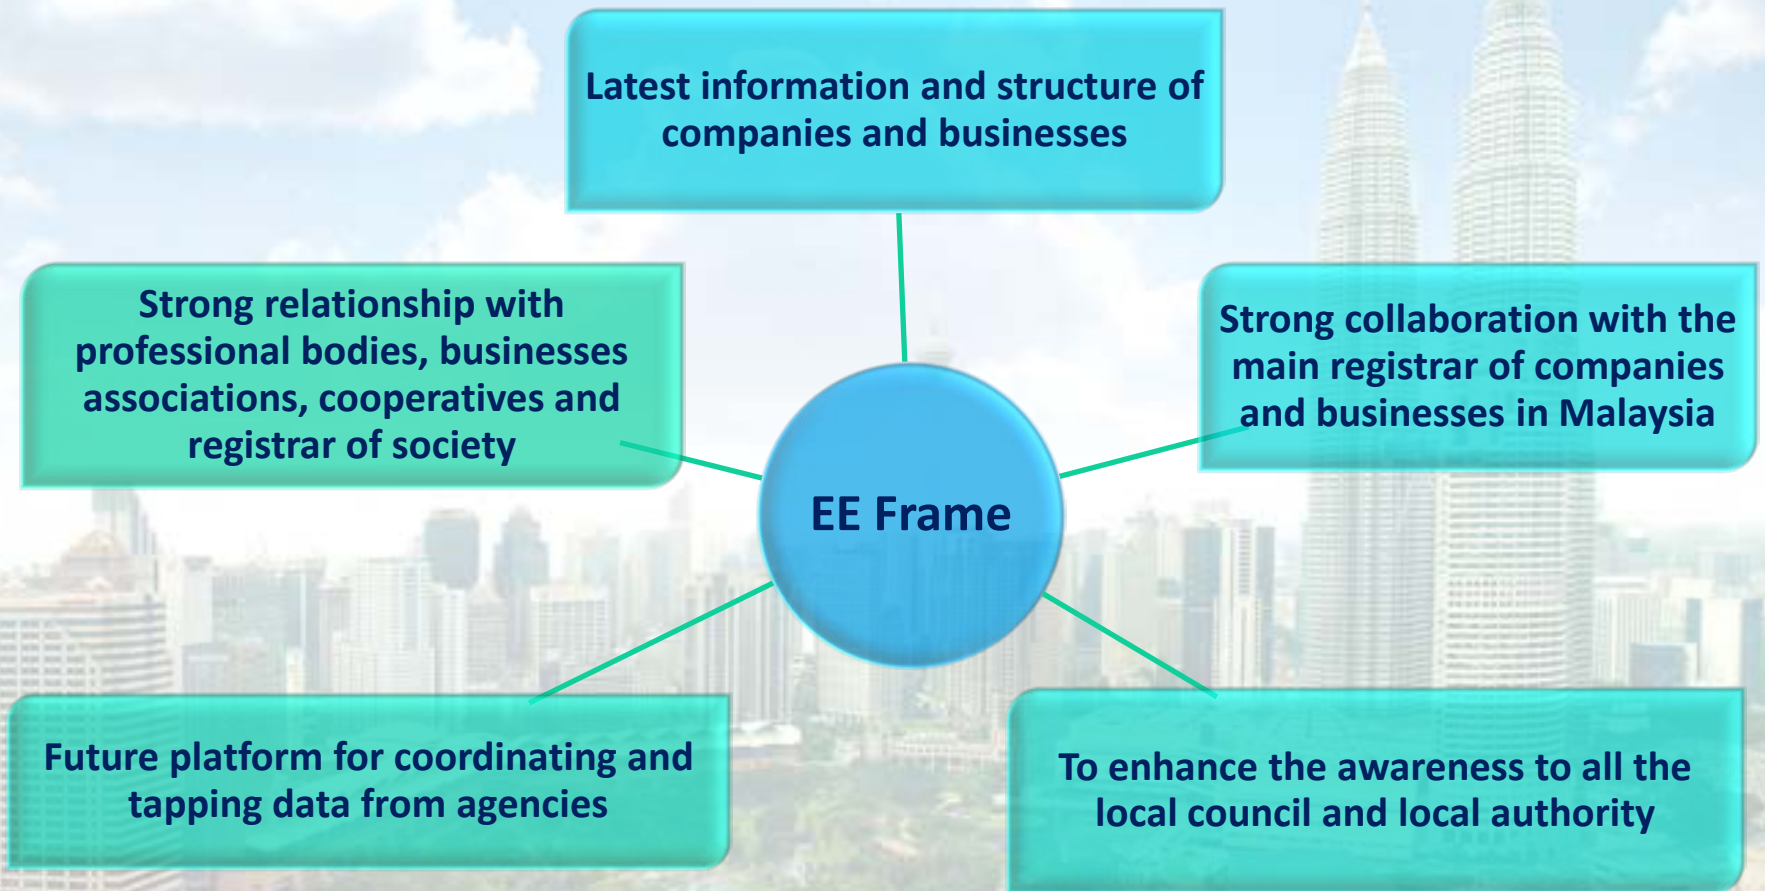 Latest information and structure of
companies and businesses
Strong relationship with
professional bodies, businesses
associations, cooperatives and
registrar of society
Strong collaboration with the
main registrar of companies
and businesses in Malaysia
EE Frame
Future platform for coordinating and
tapping data from agencies
To enhance the awareness to all the
local council and local authority